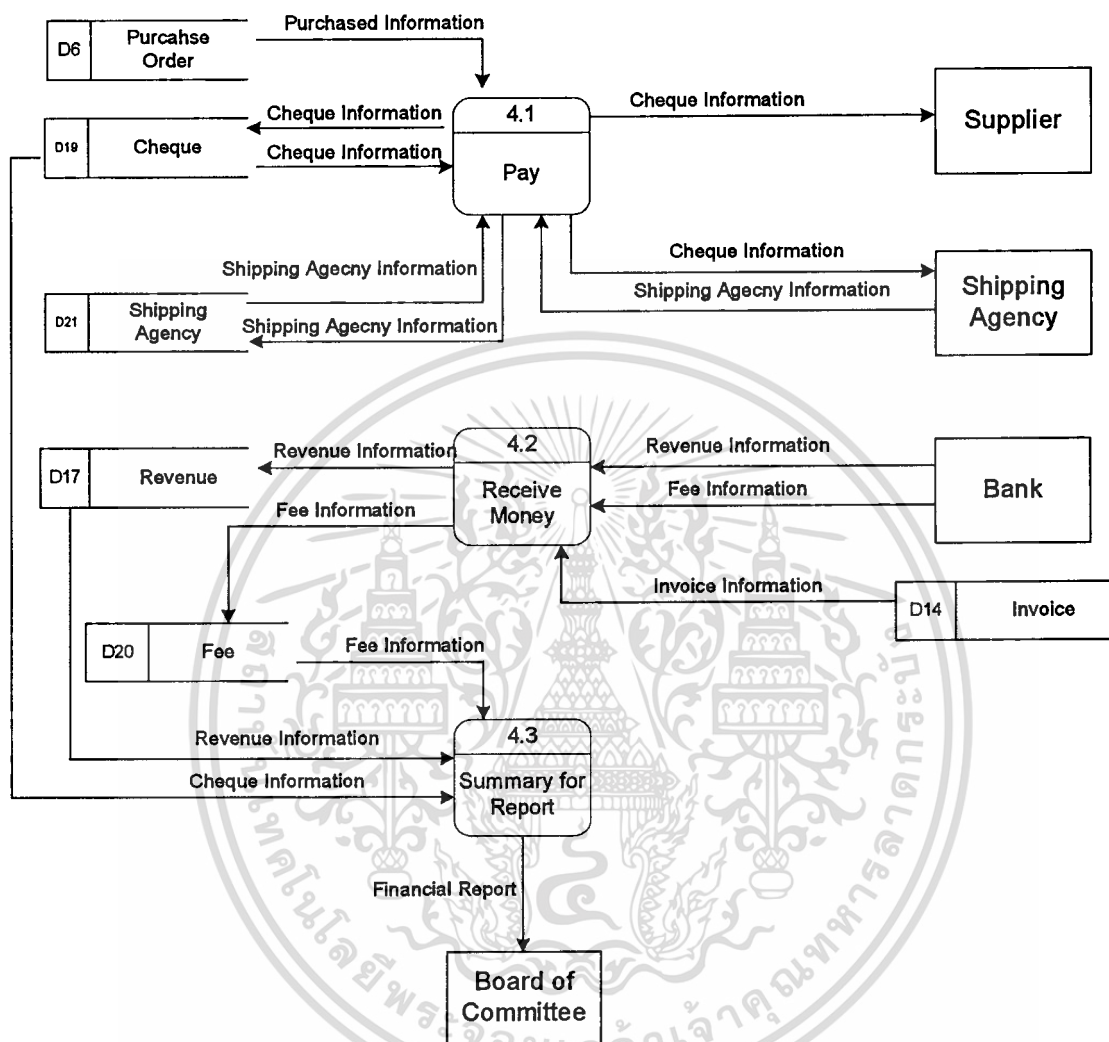 Purchased Information
D6
Purcahse
Order
Cheque Information
Cheque Information
D19
Cheque
Cheque Information
4.1
Pay
Supplier
Shipping Agecny Information
D21
Shipping
Agency
Shipping Agecny Information
Cheque Information
Shipping Agecny Information
Shipping
Agency
D17
Revenue
Revenue Information
Fee Information
4.2
Receive
Money
Revenue Information
Fee Information
Bank
Invoice Information
D14
Invoice
D20
Fee
Fee Information
Revenue Information
Cheque Information
4.3
Summary for
Report
Financial Report
Board of
Committee